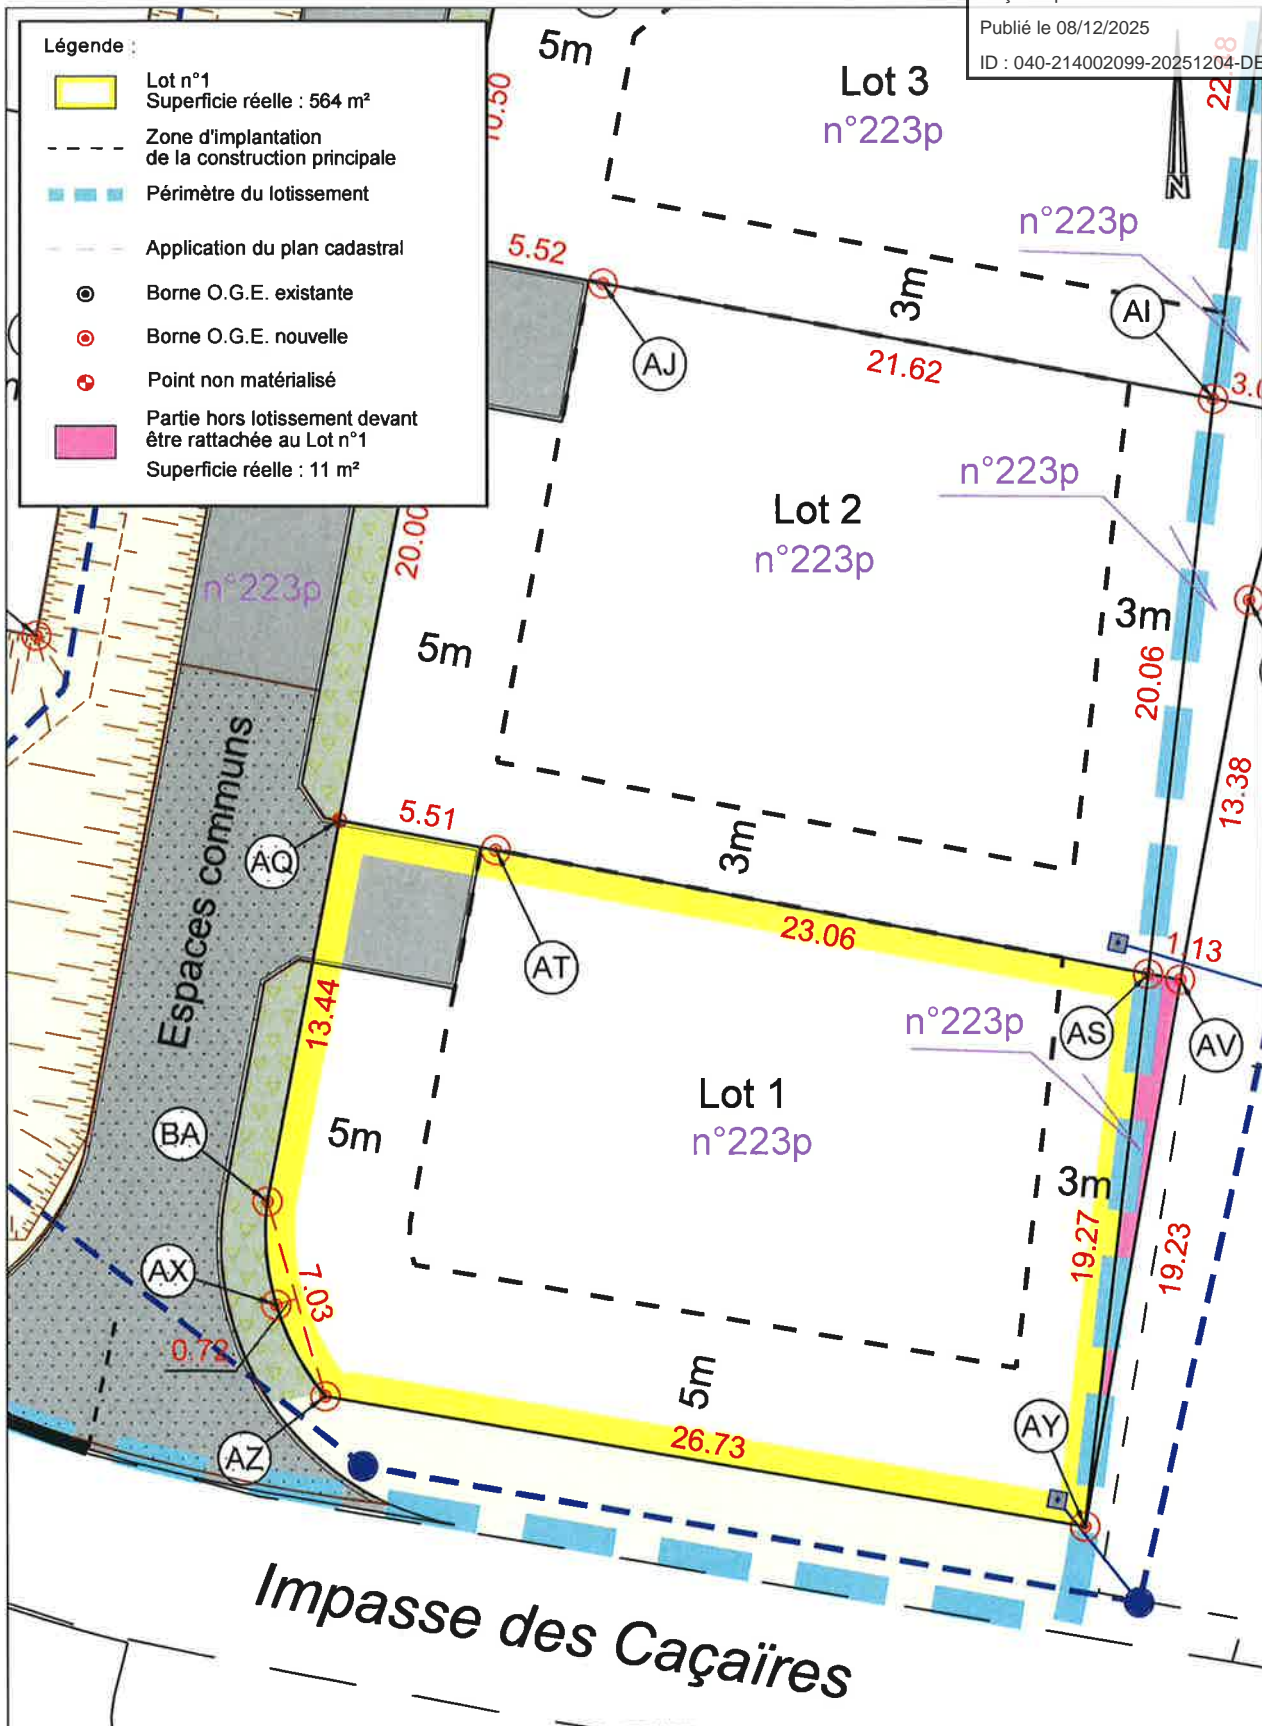 Publié le 08/12/2025
ID : 040-214002099-20251204-DE
Légende :
Lot n°1
Superficie réelle : 564 m²
Zone d'implantation
de la construction principale
Périmètre du lotissement
Application du plan cadastral
Borne O.G.E. existante
Borne O.G.E. nouvelle
Point non matérialisé
Partie hors lotissement devant
être rattachée au Lot n°1
Superficie réelle : 11 m²
5m
10.50
Lot 3
n°223p
N
n°223p
5.52
3m
AI
AJ
21.62
n°223p
Lot 2
n°223p
20.00
n°223p
3m
5m
20.06
13.38
Espaces communs
5.51
3m
AQ
23.06
1.13
AT
13.44
n°223p
AS
AV
Lot 1
n°223p
BA
5m
3m
19.27
19.23
AX
7.03
0.72
5m
AY
26.73
AZ
Impasse des Caçaïres